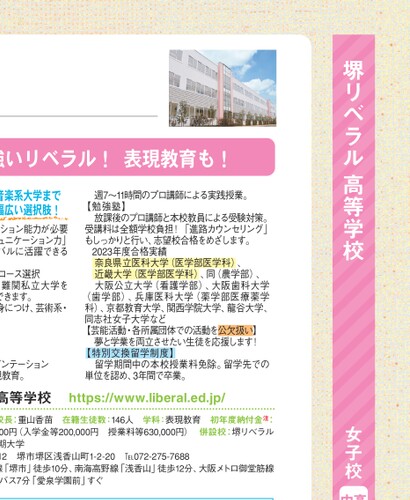 堺リベラル高等学校
女子校
強いリベラル！ 表現教育も！
音楽系大学まで
幅広い選択肢！
ション能力が必要
ュニケーション力」
バルに活躍できる
コース選択
難関私立大学を
できます。
身につけ、芸術系・
ゼンテーション
現教育。
週7〜11時間のプロ講師による実践授業。
【勉強塾】
放課後のプロ講師と本校教員による受験対策。
受講料は全額学校負担！「進路カウンセリング」
もしっかりと行い、志望校合格をめざします。
2023年度合格実績
奈良県立医科大学（医学部医学科）、
近畿大学（医学部医学科）、同（農学部）、
大阪公立大学（看護学部）、大阪歯科大学
（歯学部）、兵庫医科大学（薬学部医療薬学
科）、京都教育大学、関西学院大学、龍谷大学、
同志社女子大学など
【芸能活動・各所属団体での活動を公欠扱い】
夢と学業を両立させたい生徒を応援します！
【特別交換留学制度】
留学期間中の本校授業料免除。留学先での
単位を認め、3年間で卒業。
高等学校 https://www.liberal.ed.jp/
校長：重山香苗 在籍生徒数：146人 学科：表現教育 初年度納付金
00円（入学金等200,000円 授業料等630,000円） 併設校：堺リベラル
期大学
12 堺市堺区浅香山町1-2-20 TEL072-275-7688
線「堺市」徒歩10分、南海高野線「浅香山」徒歩12分、大阪メトロ御堂筋線
バス7分「愛泉学園前」すぐ